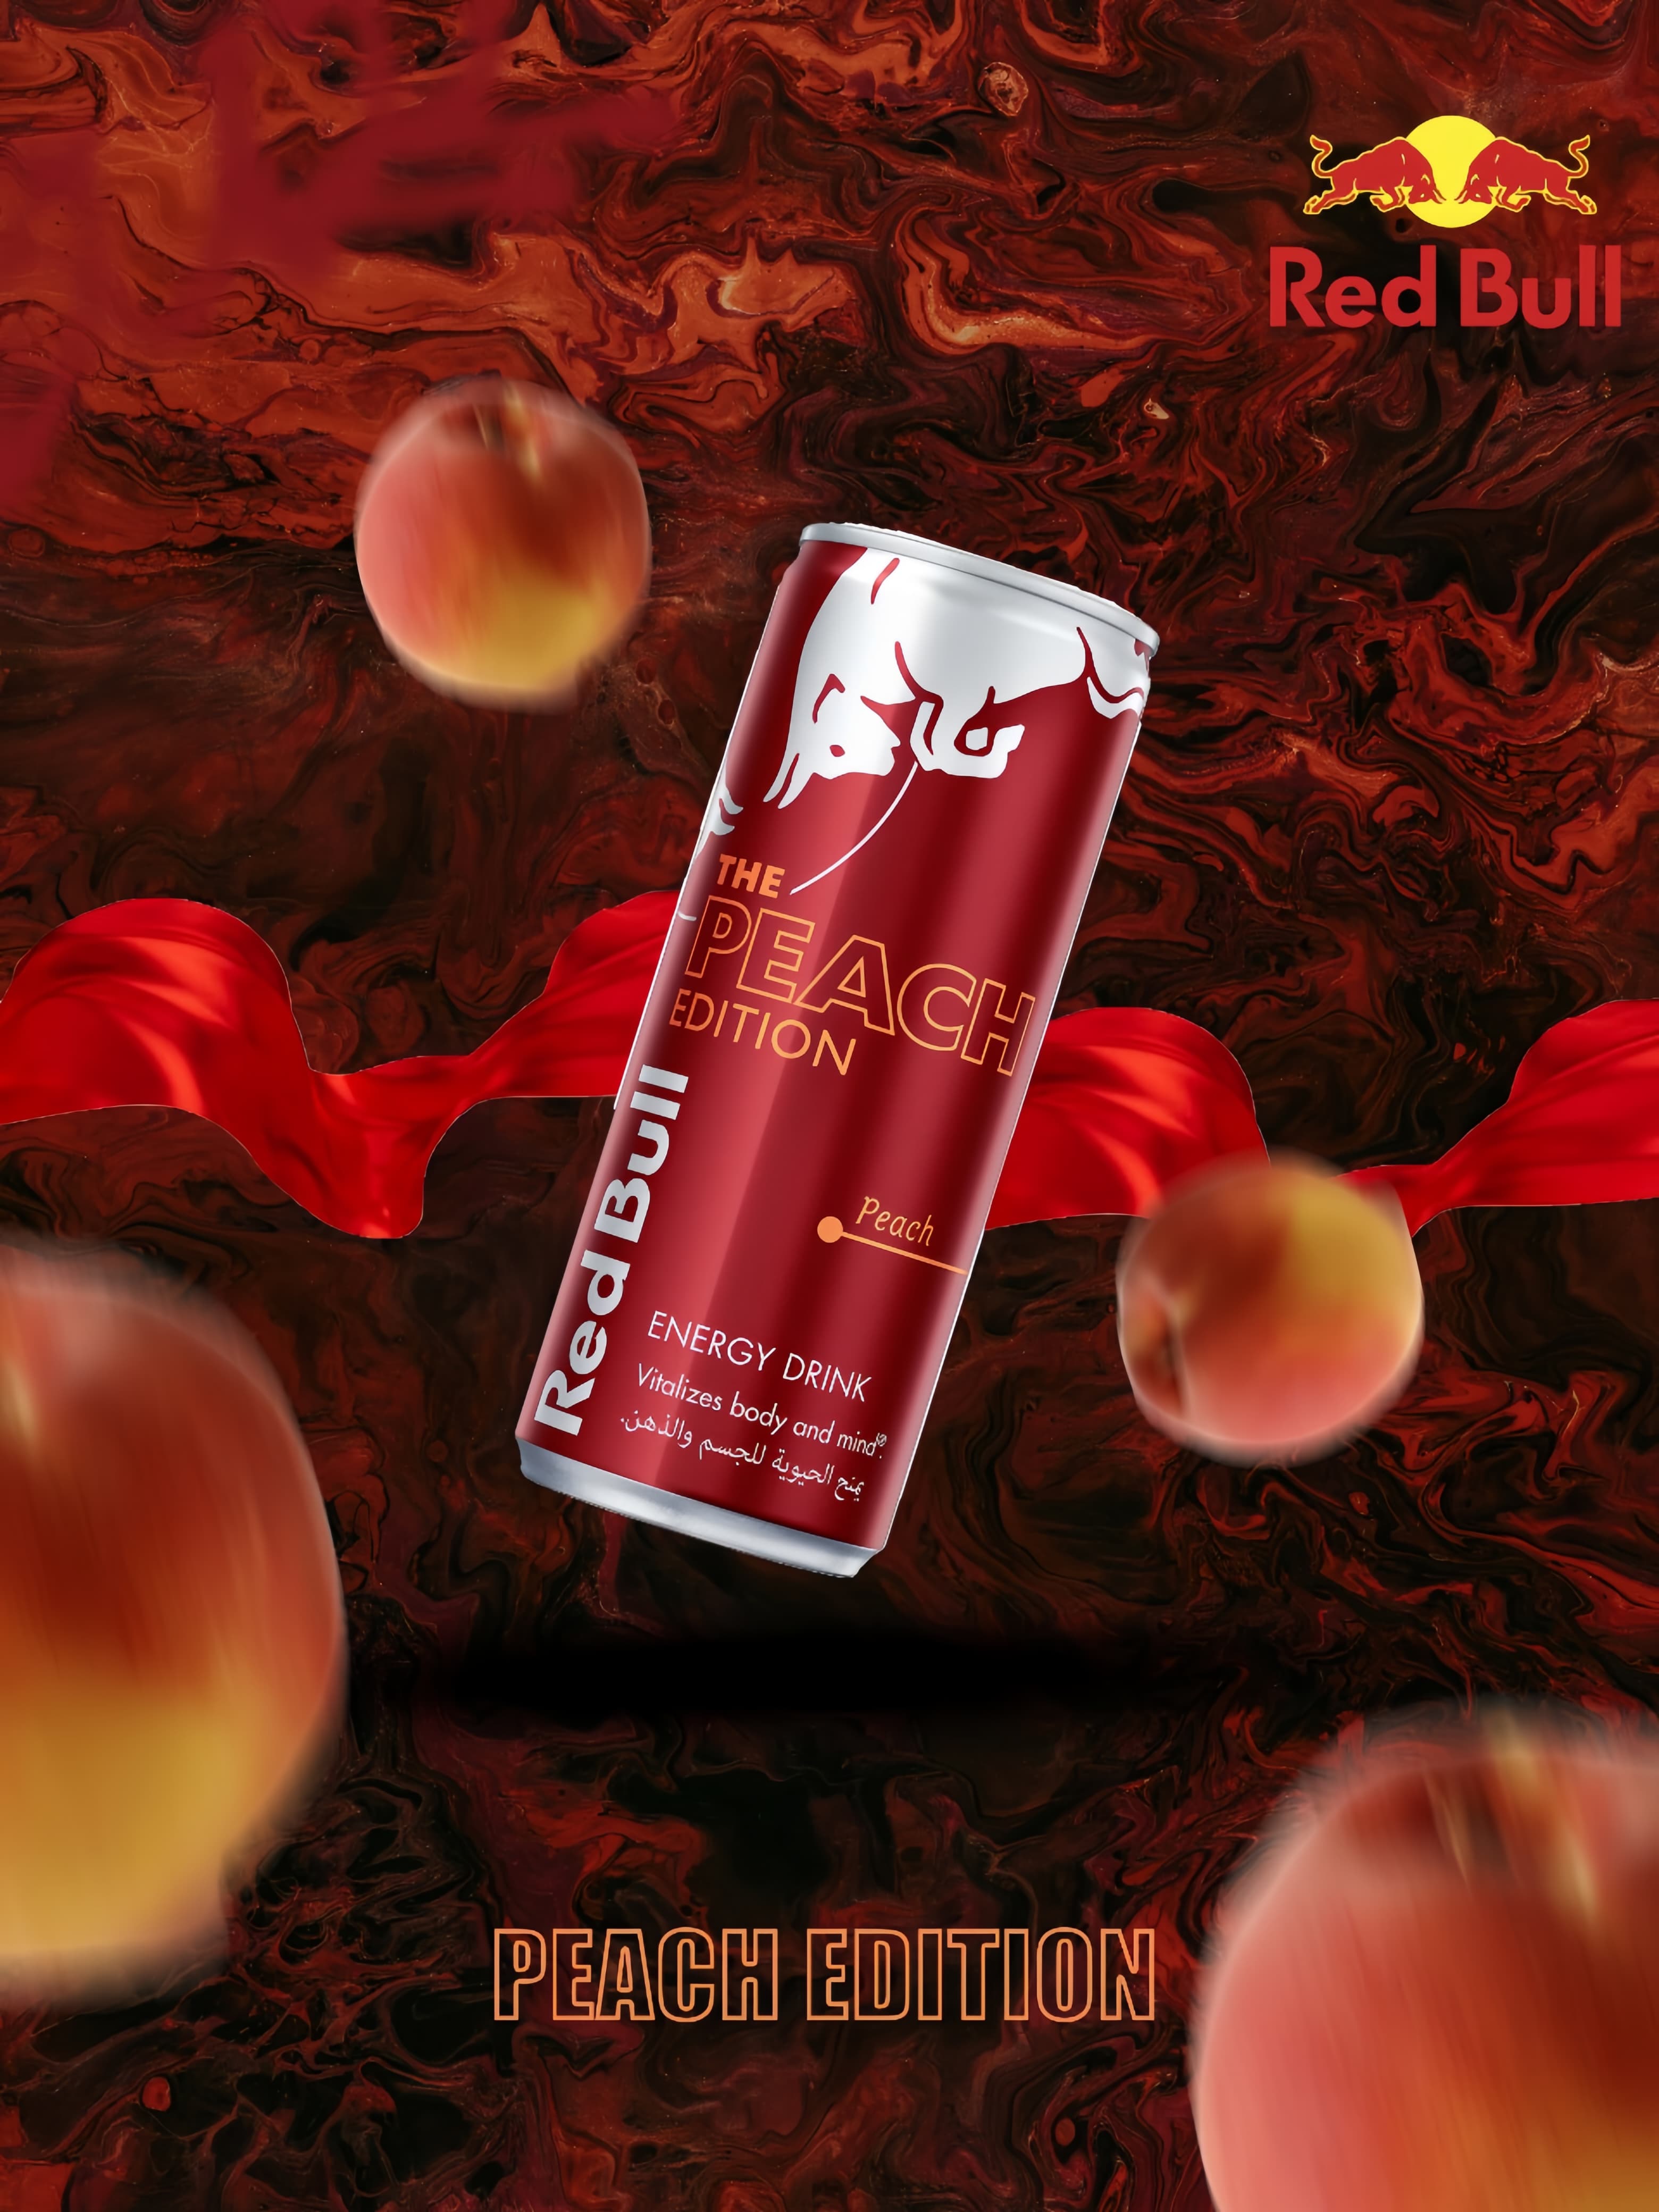 Red Bull
THE
PEACH
EDITION
Red Bull
Peach
ENERGY DRINK
Vitalizes body and mind®.
يمنح الحيوية للجسم والذهن.
PEACH EDITION